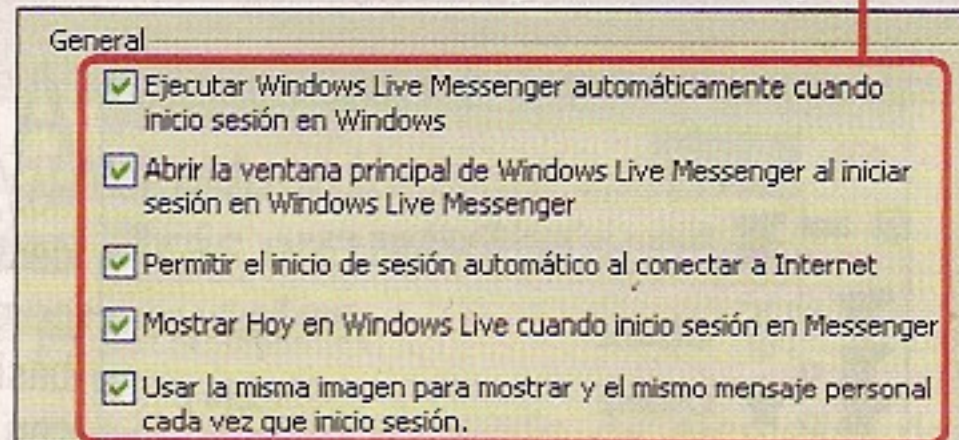 General
Ejecutar Windows Live Messenger automáticamente cuando
inicio sesión en Windows
Abrir la ventana principal de Windows Live Messenger al iniciar
sesión en Windows Live Messenger
Permitir el inicio de sesión automático al conectar a Internet
Mostrar Hoy en Windows Live cuando inicio sesión en Messenger
Usar la misma imagen para mostrar y el mismo mensaje personal
cada vez que inicio sesión.